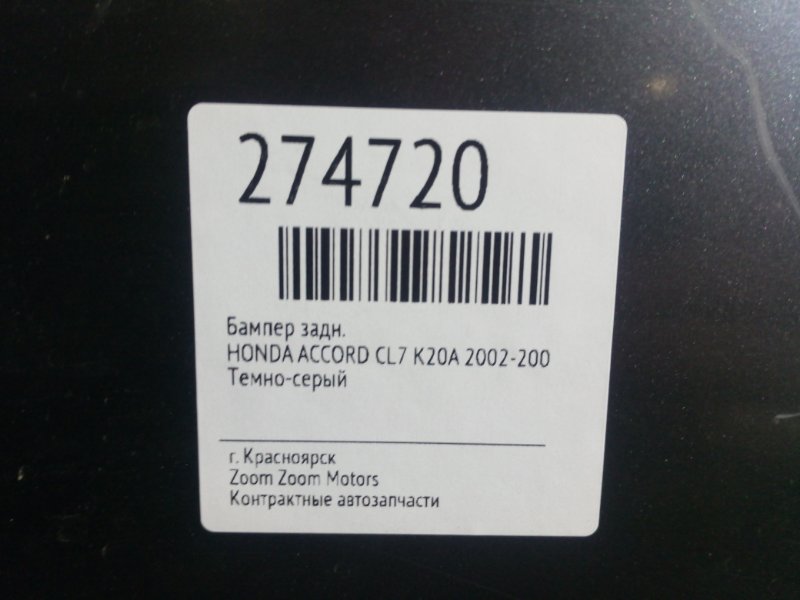 274720
Бампер задн.
HONDA ACCORD CL7 K20A 2002-200
Темно-серый
г. Красноярск
Zoom Zoom Motors
Контрактные автозапчасти